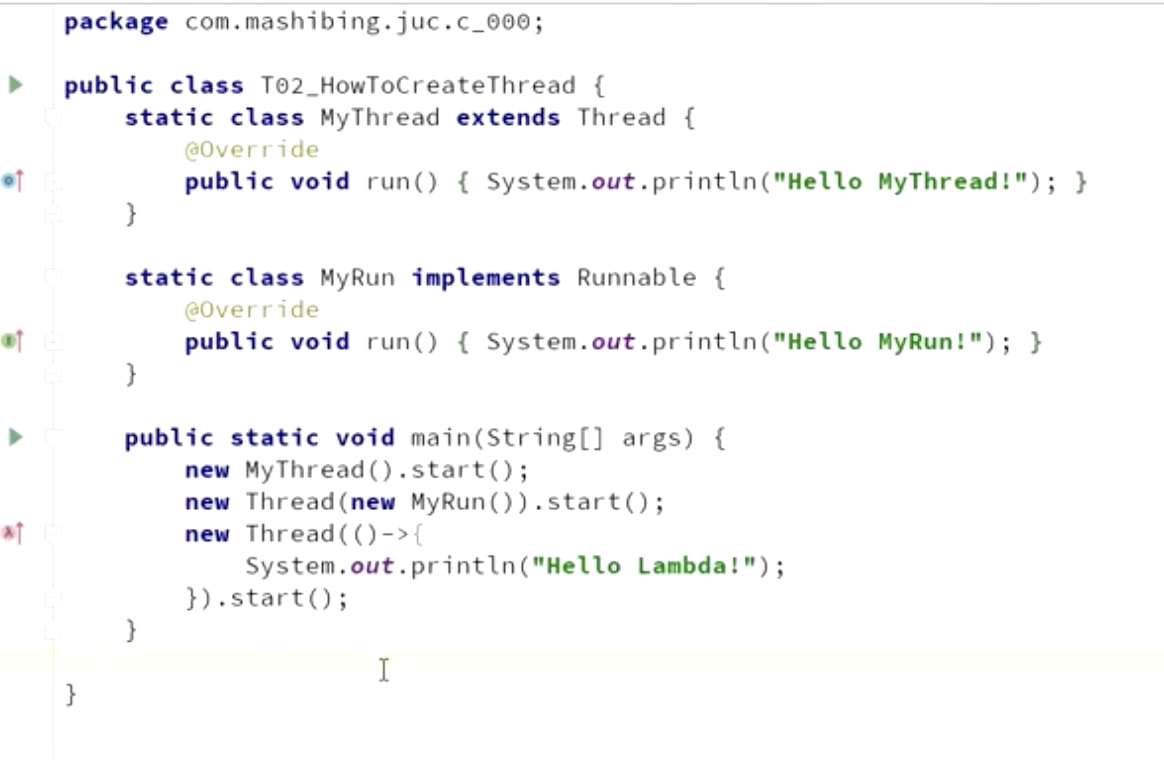 package com.mashibing.juc.c_000;
public class T02_HowToCreateThread {
static class MyThread extends Thread {
@Override
public void run() { System.out.println("Hello MyThread!"); }
}
static class MyRun implements Runnable {
@Override
public void run() { System.out.println("Hello MyRun!"); }
}
public static void main(String[] args) {
new MyThread().start();
new Thread(new MyRun()).start();
new Thread(()->{
System.out.println("Hello Lambda!");
}).start();
}
}